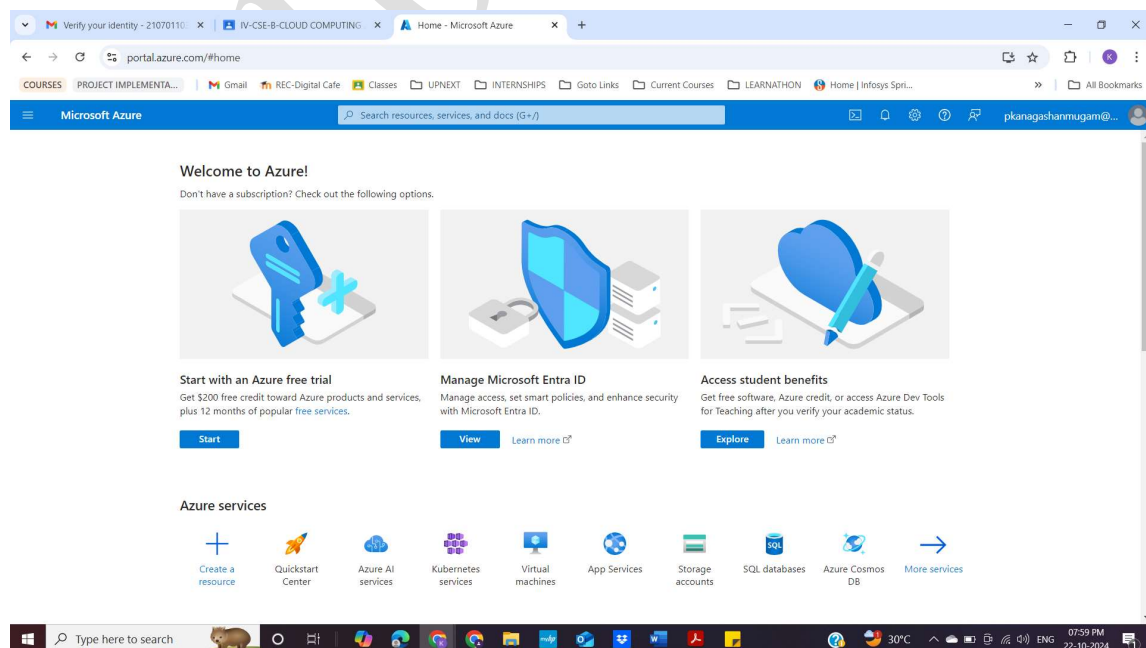 Verify your identity - 21070110
IV-CSE-B-CLOUD COMPUTING
Home - Microsoft Azure
portal.azure.com/#home
K
COURSES PROJECT IMPLEMENTA... Gmail REC-Digital Cafe Classes UPNEXT INTERNSHIPS Goto Links Current Courses LEARNATHON Home | Infosys Spri... » All Bookmarks
Microsoft Azure Search resources, services, and docs (G+/) pkanagashanmugam@...
Welcome to Azure!
Don't have a subscription? Check out the following options.
Start with an Azure free trial
Get $200 free credit toward Azure products and services,
plus 12 months of popular free services.
Start
Manage Microsoft Entra ID
Manage access, set smart policies, and enhance security
with Microsoft Entra ID.
View Learn more
Access student benefits
Get free software, Azure credit, or access Azure Dev Tools
for Teaching after you verify your academic status.
Explore Learn more
Azure services
Create a
resource
Quickstart
Center
Azure AI
services
Kubernetes
services
Virtual
machines
App Services
Storage
accounts
SQL
SQL databases
Azure Cosmos
DB
More services
Type here to search
30°C ENG 07:59 PM
22-10-2024